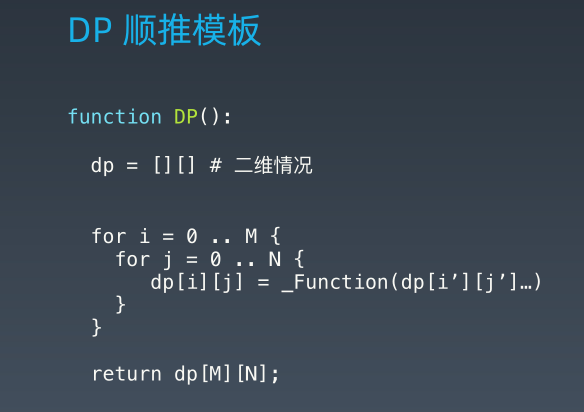 DP 顺推模板
function DP():
dp = [][] # 二维情况
for i = 0 .. M {
for j = 0 .. N {
dp[i][j] = _Function(dp[i’][j’]…)
}
}
return dp[M][N];